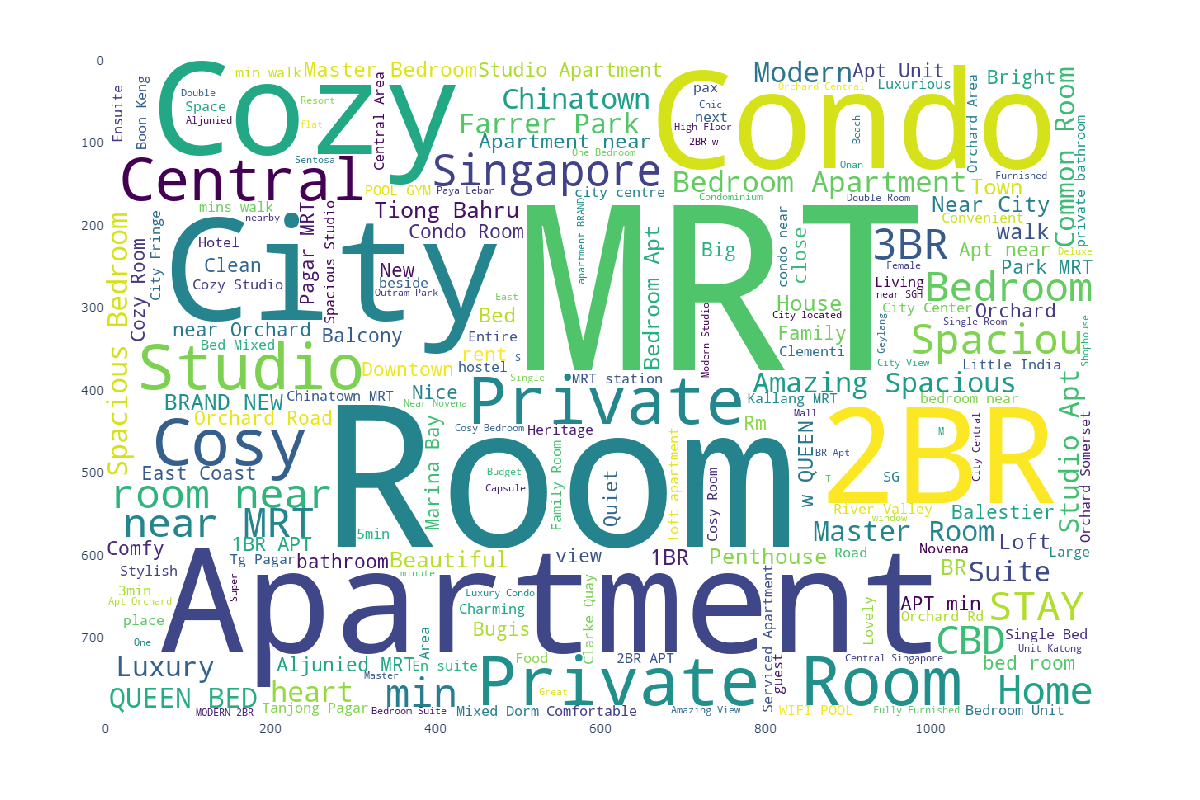 0
100
200
300
400
500
600
700
0
200
400
600
800
1000
Cozy
Condo
Central
Singapore
City
MRT
Studio
Private
Cosy
Room
2BR
Apartment
Private Room
min walk
Master Bedroom
Studio Apartment
Modern
Apt Unit
Bright
Orchard Central
Luxurious
Ensuite
Boon Keng
Double
Space
Aljunied
Resort
flat
Central Area
Sentosa
Chinatown
Farrer Park
Apartment near
One Bedroom
pax
Chic
next
High Floor
2BR w
Beach
Onan
Orchard Area
Furnished
Common Room
private bathroom
POOL GYM
Paya Lebar
city centre
Condominium
Bedroom Apartment
Double Room
Town
Near City
Convenient
walk
mins walk
nearby
Tiong Bahru
Condo Room
Spacious Bedroom
Cozy Room
City Fringe
Hotel
Clean
Cozy Studio
Pagar MRT
Spacious Studio
New
beside
Outram Park
East
Entire
Bed
rent
s
hostel
apartment BRAND
Bedroom Apt
Big
Modern Studio
condo near
close
House
City located
Family
Clementi
3BR
Female
Living
near SGH
Geylang
City View
Apt near
Deluxe
Park MRT
Bedroom
City Center
Orchard
Single Room
Spaciou
Little India
Shophouse
near Orchard
Bed Mixed
Balcony
Downtown
Single
MRT station
Amazing Spacious
Kallang MRT
bedroom near
BRAND NEW
Chinatown MRT
Nice
Near Novena
Orchard Road
Cosy Bedroom
Heritage
Mall
East Coast
Marina Bay
Budget
Capsule
Family Room
Quiet
loft apartment
Cosy Room
w QUEEN
BR Apt
T
M
SG
City Central
Studio Apt
Orchard Somerset
room near
near MRT
5min
River Valley
window
Balestier
Master Room
Novena
Loft
Large
Comfy
1BR APT
Tg Pagar
bathroom
Beautiful
minute
view
1BR
Penthouse
Road
BR
Suite
Stylish
3min
Apt Orchard
place
One
Super
Luxury Condo
Charming
Bugis
Clarke Quay
Area
Food
2BR APT
Serviced Apartment
guest
Lovely
APT min
Orchard Rd
STAY
CBD
Single Bed
Unit Katong
Central Singapore
bed room
Luxury
Aljunied MRT
En suite
Master
QUEEN BED
heart
min
Great
Home
MODERN 2BR
Tanjong Pagar
Bedroom Suite
Mixed Dorm
Comfortable
Amazing View
WIFI POOL
Fully Furnished
Bedroom Unit